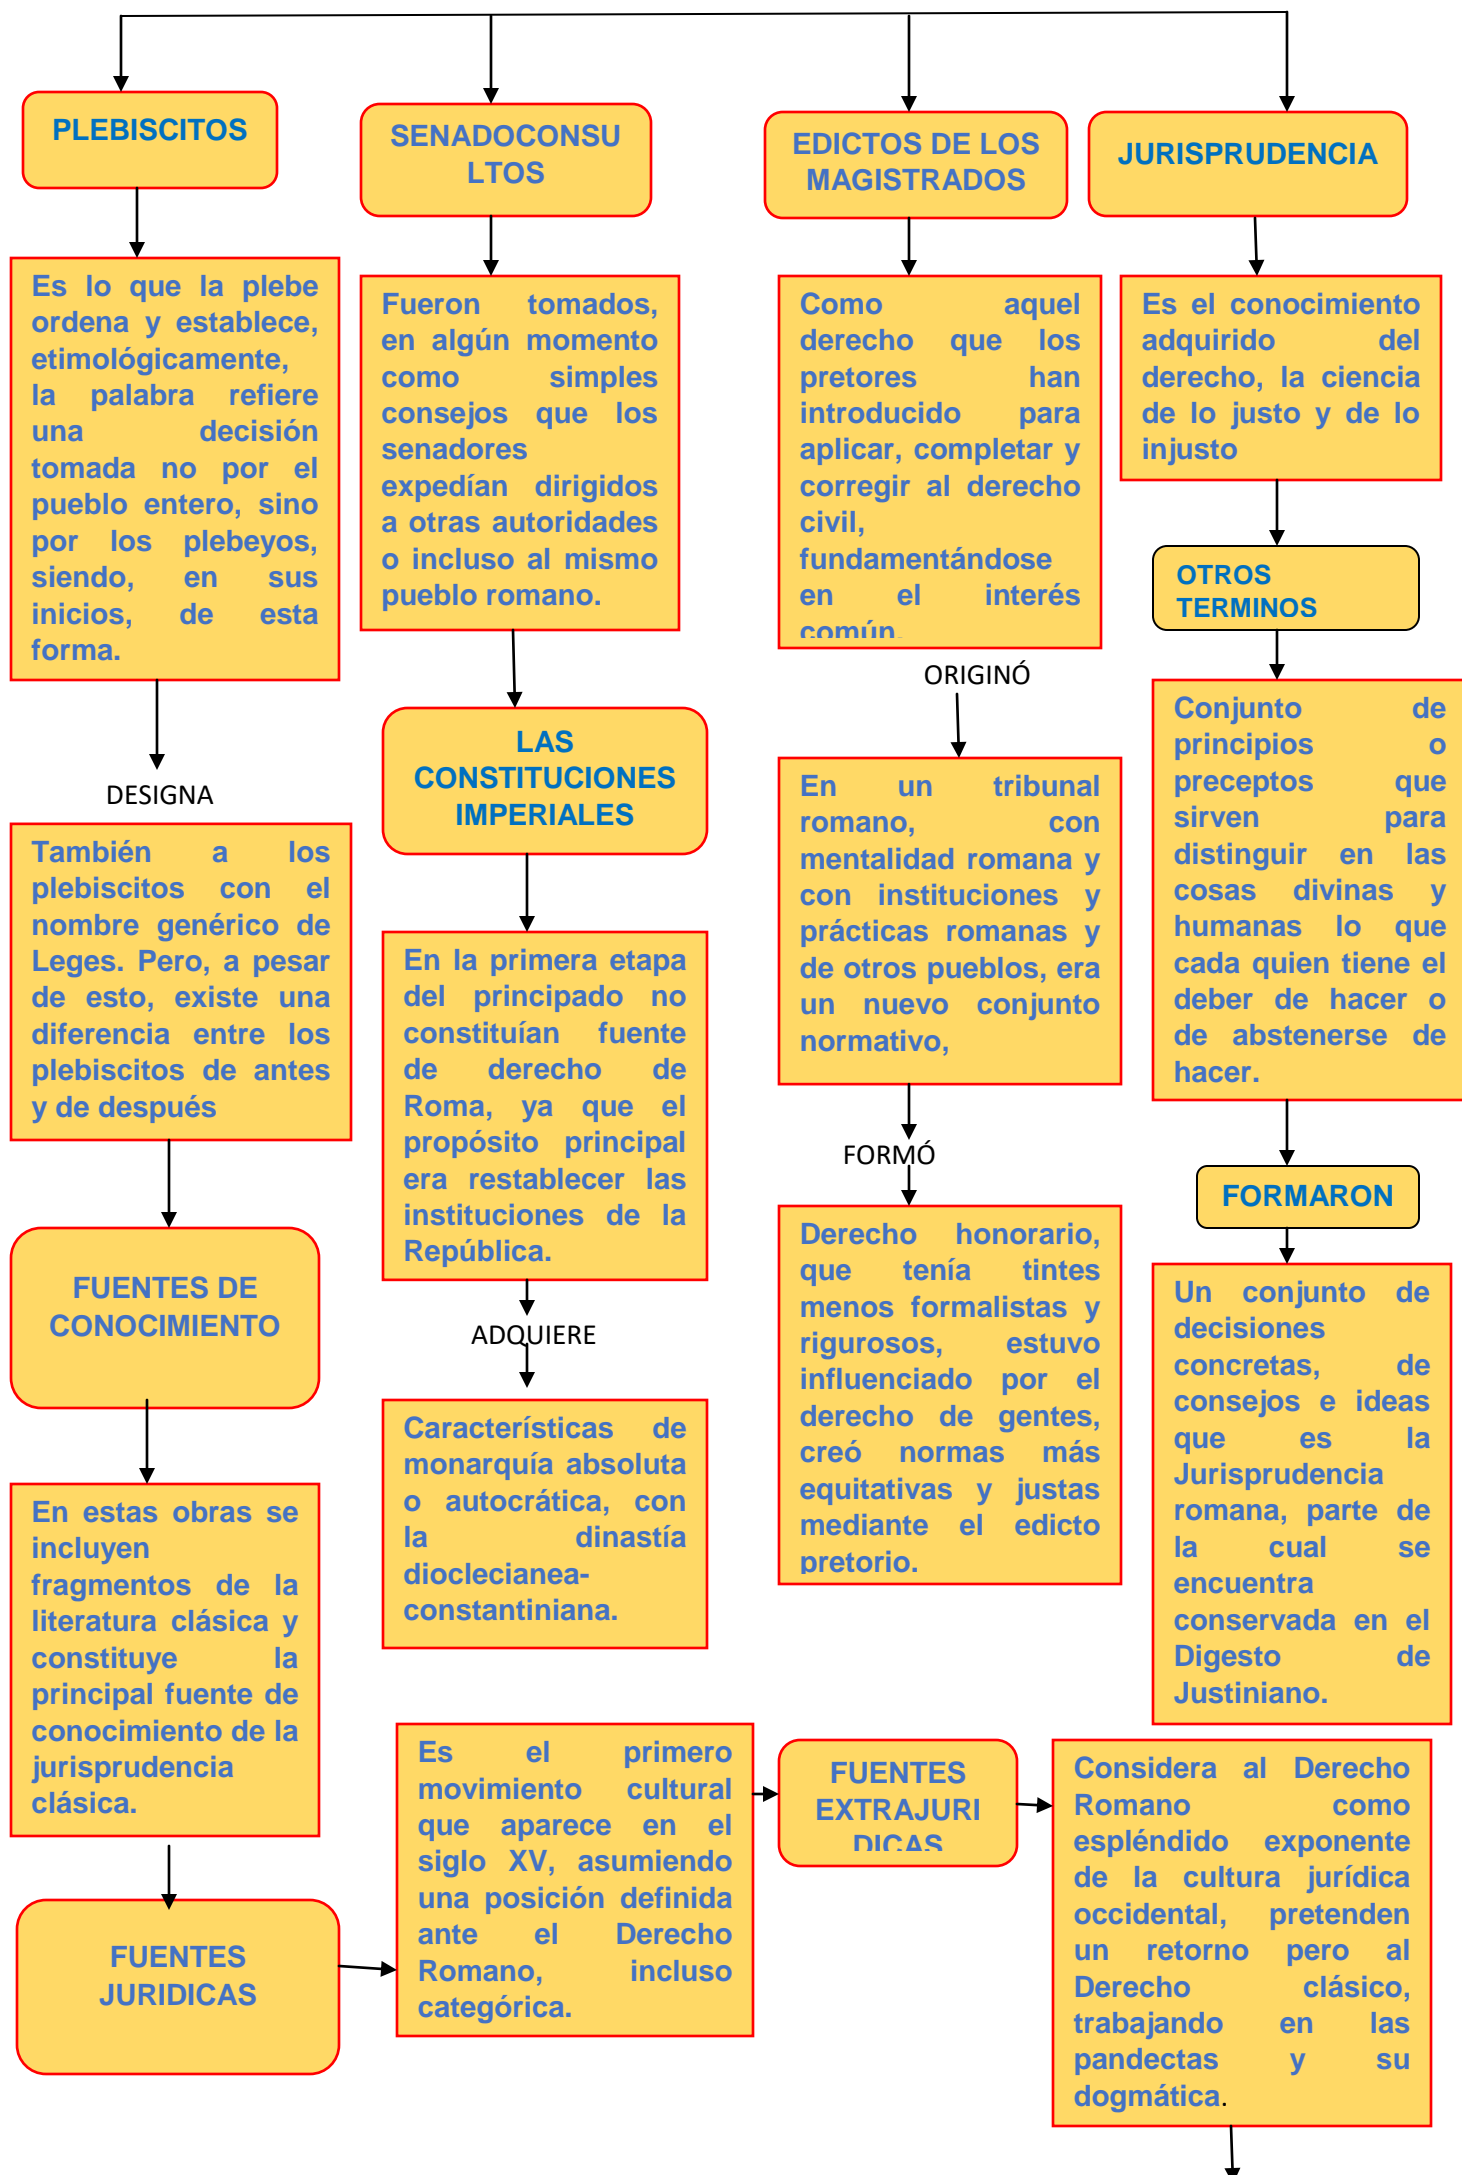 PLEBISCITOS
Es lo que la plebe
ordena y establece,
etimológicamente,
la palabra refiere
una decisión
tomada no por el
pueblo entero, sino
por los plebeyos,
siendo, en sus
inicios, de esta
forma.
DESIGNA
También a los
plebiscitos con el
nombre genérico de
Leges. Pero, a pesar
de esto, existe una
diferencia entre los
plebiscitos de antes
y de después
FUENTES DE
CONOCIMIENTO
En estas obras se
incluyen
fragmentos de la
literatura clásica y
constituye la
principal fuente de
conocimiento de la
jurisprudencia
clásica.
FUENTES
JURIDICAS
SENADOCONSU
LTOS
Fueron tomados,
en algún momento
como simples
consejos que los
senadores
expedían dirigidos
a otras autoridades
o incluso al mismo
pueblo romano.
LAS
CONSTITUCIONES
IMPERIALES
En la primera etapa
del principado no
constituían fuente
de derecho de
Roma, ya que el
propósito principal
era restablecer las
instituciones de la
República.
ADQUIERE
Características de
monarquía absoluta
o autocrática, con
la dinastía
dioclecianea-
constantiniana.
Es el primero
movimiento cultural
que aparece en el
siglo XV, asumiendo
una posición definida
ante el Derecho
Romano, incluso
categórica.
EDICTOS DE LOS
MAGISTRADOS
Como aquel
derecho que los
pretores han
introducido para
aplicar, completar y
corregir al derecho
civil,
fundamentándose
en el interés
común.
ORIGINÓ
En un tribunal
romano, con
mentalidad romana y
con instituciones y
prácticas romanas y
de otros pueblos, era
un nuevo conjunto
normativo,
FORMÓ
Derecho honorario,
que tenía tintes
menos formalistas y
rigurosos, estuvo
influenciado por el
derecho de gentes,
creó normas más
equitativas y justas
mediante el edicto
pretorio.
FUENTES
EXTRAJURI
DICAS
JURISPRUDENCIA
Es el conocimiento
adquirido del
derecho, la ciencia
de lo justo y de lo
injusto
OTROS
TERMINOS
Conjunto de
principios o
preceptos que
sirven para
distinguir en las
cosas divinas y
humanas lo que
cada quien tiene el
deber de hacer o
de abstenerse de
hacer.
FORMARON
Un conjunto de
decisiones
concretas, de
consejos e ideas
que es la
Jurisprudencia
romana, parte de
la cual se
encuentra
conservada en el
Digesto de
Justiniano.
Considera al Derecho
Romano como
espléndido exponente
de la cultura jurídica
occidental, pretenden
un retorno pero al
Derecho clásico,
trabajando en las
pandectas y su
dogmática.